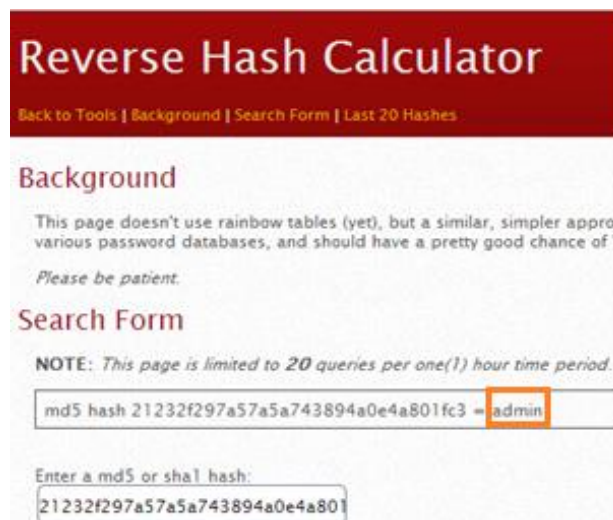 Reverse Hash Calculator
Back to Tools | Background | Search Form | Last 20 Hashes
Background
This page doesn't use rainbow tables (yet), but a similar, simpler
various password databases, and should have a pretty good chance of
Please be patient.
Search Form
NOTE: This page is limited to 20 queries per one(1) hour time period.
md5 hash 21232f297a57a5a743894a0e4a801fc3 = admin
Enter a md5 or sha1 hash:
21232f297a57a5a743894a0e4a801